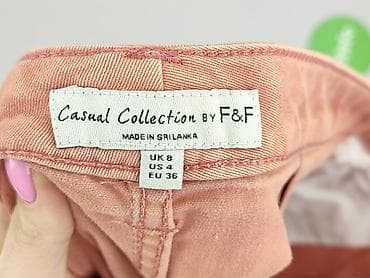 Casual Collection BY F&F
MADE IN SRI LANKA
UK 8
US 4
EU 36